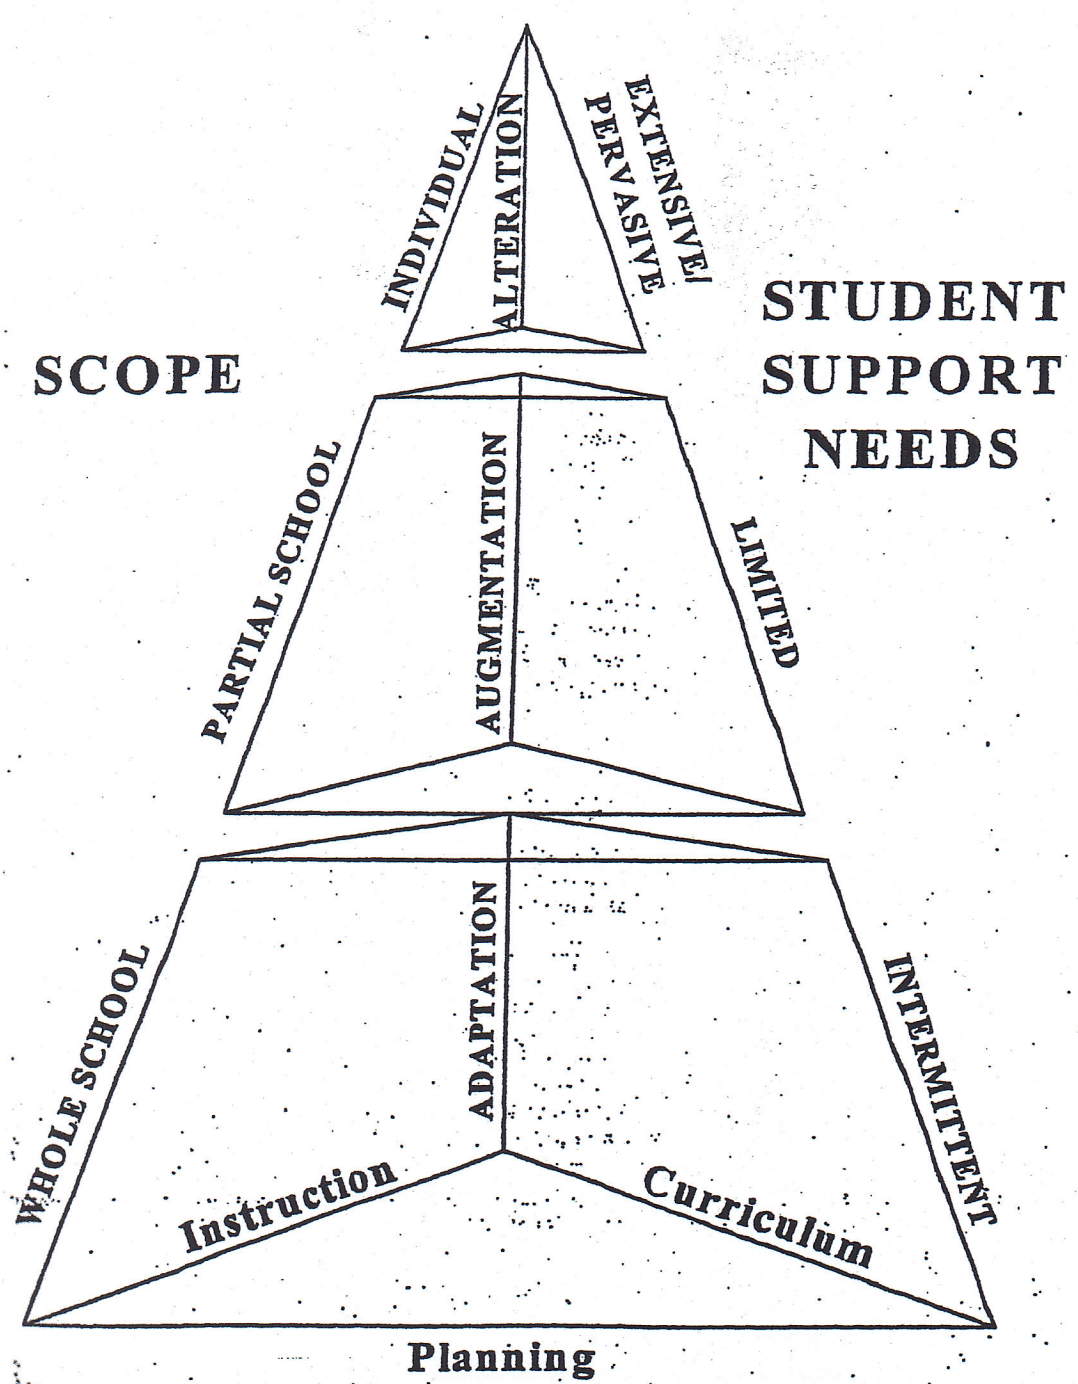 INDIVIDUAL
ALTERATION
EXTENSIVE/
PERVASIVE
SCOPE
STUDENT
SUPPORT
NEEDS
PARTIAL SCHOOL
AUGMENTATION
LIMITED
WHOLE SCHOOL
ADAPTATION
INTERMITTENT
Instruction
Curriculum
Planning